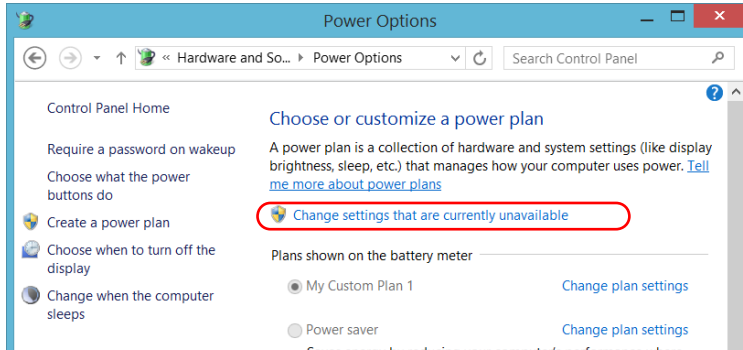 Power Options
« Hardware and So... ▸ Power Options
Search Control Panel
Control Panel Home
Require a password on wakeup
Choose what the power
buttons do
Create a power plan
Choose when to turn off the
display
Change when the computer
sleeps
Choose or customize a power plan
A power plan is a collection of hardware and system settings (like display
brightness, sleep, etc.) that manages how your computer uses power. Tell
me more about power plans
Change settings that are currently unavailable
Plans shown on the battery meter
My Custom Plan 1 Change plan settings
Power saver Change plan settings